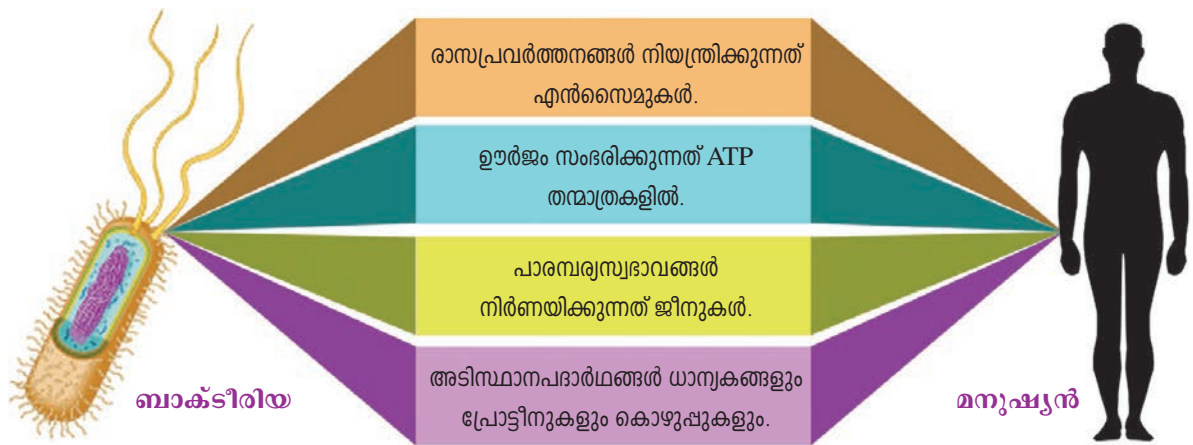 രാസപ്രവർത്തനങ്ങൾ നിയന്ത്രിക്കുന്നത്
എൻസൈമുകൾ.
ഊർജം സംഭരിക്കുന്നത് ATP
തന്മാത്രകളിൽ.
പാരമ്പര്യസ്വഭാവങ്ങൾ
നിർണയിക്കുന്നത് ജീനുകൾ.
അടിസ്ഥാനപദാർഥങ്ങൾ ധാന്യകങ്ങളും
പ്രോട്ടീനുകളും കൊഴുപ്പുകളും.
ബാക്ടീരിയ
മനുഷ്യൻ